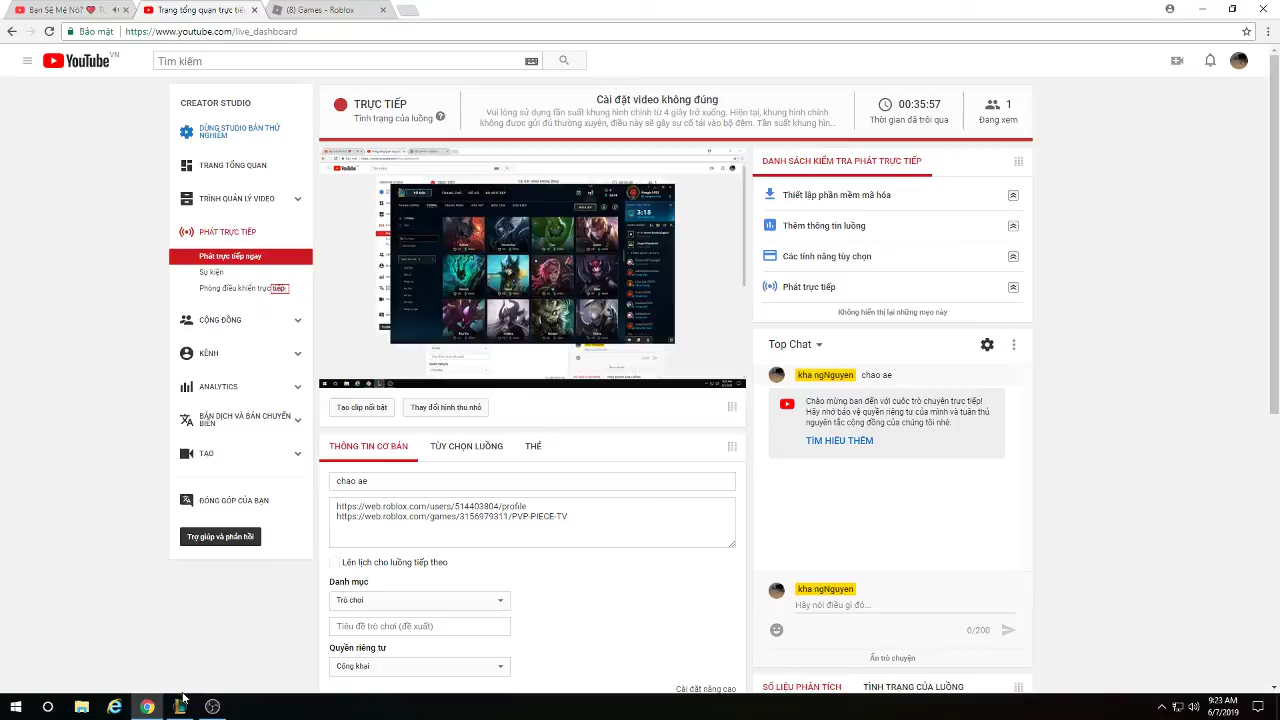 Bạn Sẽ Mê Nó? ❤ Tr
Trang tổng quan trực tiế
(8) Games - Roblox
Bảo mật | https://www.youtube.com/live_dashboard
YouTube VN
Tìm kiếm
CREATOR STUDIO
DÙNG STUDIO BẢN THỬ
NGHIỆM
TRANG TỔNG QUAN
TRÌNH QUẢN LÝ VIDEO
Phát trực tiếp ngay
Sự kiện
Phòng điều khiển trực tiếp
KÊNH
ANALYTICS
BẢN DỊCH VÀ BẢN CHUYỂN
BIÊN
TẠO
ĐÓNG GÓP CỦA BẠN
Trợ giúp và phản hồi
TRỰC TIẾP
Tình trạng của luồng
Cài đặt video không đúng
Vui lòng sử dụng tần suất khung hình chính từ 4 giây trở xuống. Hiện tại, khung hình chính
không được gửi đủ thường xuyên, điều này sẽ gây sự cố tải vào bộ đệm. Tần suất khung hìn...
00:35:57
Thời gian đã trôi qua
1
Đang xem
3:18
Tạo clip nổi bật
Thay đổi hình thu nhỏ
THÔNG TIN CƠ BẢN
TÙY CHỌN LUỒNG
THẺ
chao ae
https://web.roblox.com/users/514403804/profile
https://web.roblox.com/games/3156979311/PVP-PIECE-TV
Lên lịch cho luồng tiếp theo
Danh mục
Trò chơi
Tiêu đề trò chơi (đề xuất)
Quyền riêng tư
Công khai
Cài đặt nâng cao
DANH SÁCH KIỂM TRA PHÁT TRỰC TIẾP
Thêm thông tin luồng
Các tính năng tùy chọn
Phát trực tiếp
Không hiển thị lại những mẹo này
Top Chat
kha ngNguyen chao ae
Chào mừng bạn đến với cuộc trò chuyện trực tiếp!
Hãy nhớ bảo vệ quyền riêng tư của mình và tuân thủ
nguyên tắc cộng đồng của chúng tôi nhé.
TÌM HIỂU THÊM
kha ngNguyen
Hãy nói điều gì đó...
0/200
Ẩn trò chuyện
SỐ LIỆU PHÂN TÍCH
TÌNH TRẠNG CỦA LUỒNG
9:23 AM
6/7/2019